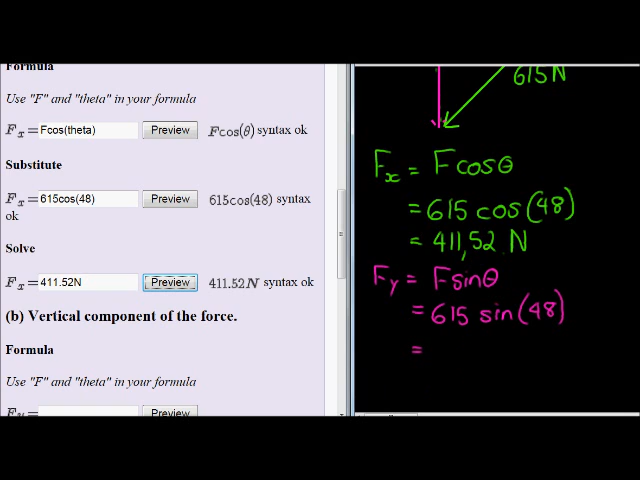 Formula
Use "F" and "theta" in your formula
Fx = Fcos(theta) Preview Fcos(θ) syntax ok
Substitute
Fx = 615cos(48) Preview 615cos(48) syntax
ok
Solve
Fx = 411.52N Preview 411.52N syntax ok
(b) Vertical component of the force.
Formula
Use "F" and "theta" in your formula
Fy = Preview
615 N
Fx = Fcosθ
= 615 cos(48)
= 411,52 N
Fy = Fsinθ
= 615 sin(48)
=